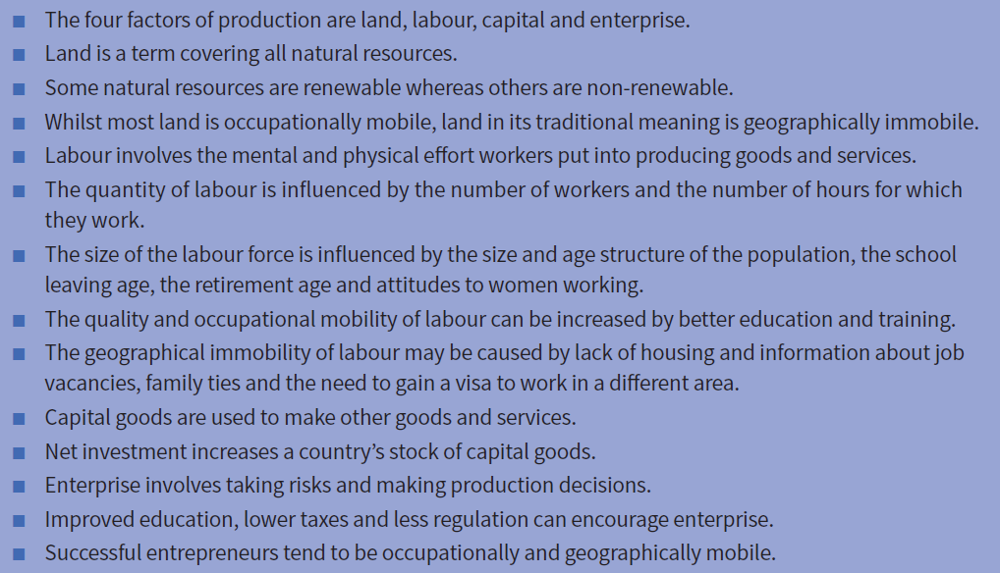 ■ The four factors of production are land, labour, capital and enterprise.
■ Land is a term covering all natural resources.
■ Some natural resources are renewable whereas others are non-renewable.
■ Whilst most land is occupationally mobile, land in its traditional meaning is geographically immobile.
■ Labour involves the mental and physical effort workers put into producing goods and services.
■ The quantity of labour is influenced by the number of workers and the number of hours for which
they work.
■ The size of the labour force is influenced by the size and age structure of the population, the school
leaving age, the retirement age and attitudes to women working.
■ The quality and occupational mobility of labour can be increased by better education and training.
■ The geographical immobility of labour may be caused by lack of housing and information about job
vacancies, family ties and the need to gain a visa to work in a different area.
■ Capital goods are used to make other goods and services.
■ Net investment increases a country’s stock of capital goods.
■ Enterprise involves taking risks and making production decisions.
■ Improved education, lower taxes and less regulation can encourage enterprise.
■ Successful entrepreneurs tend to be occupationally and geographically mobile.